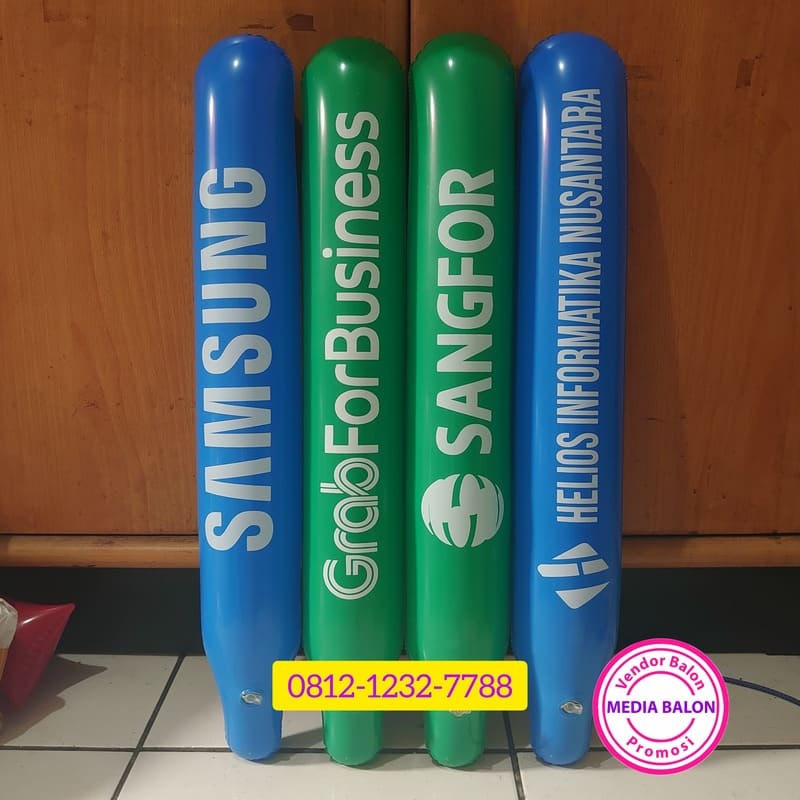 SAMSUNG
GrabForBusiness
SANGFOR
HELIOS INFORMATIKA NUSANTARA
0812-1232-7788
Vendor Balon
MEDIA BALON
Promosi